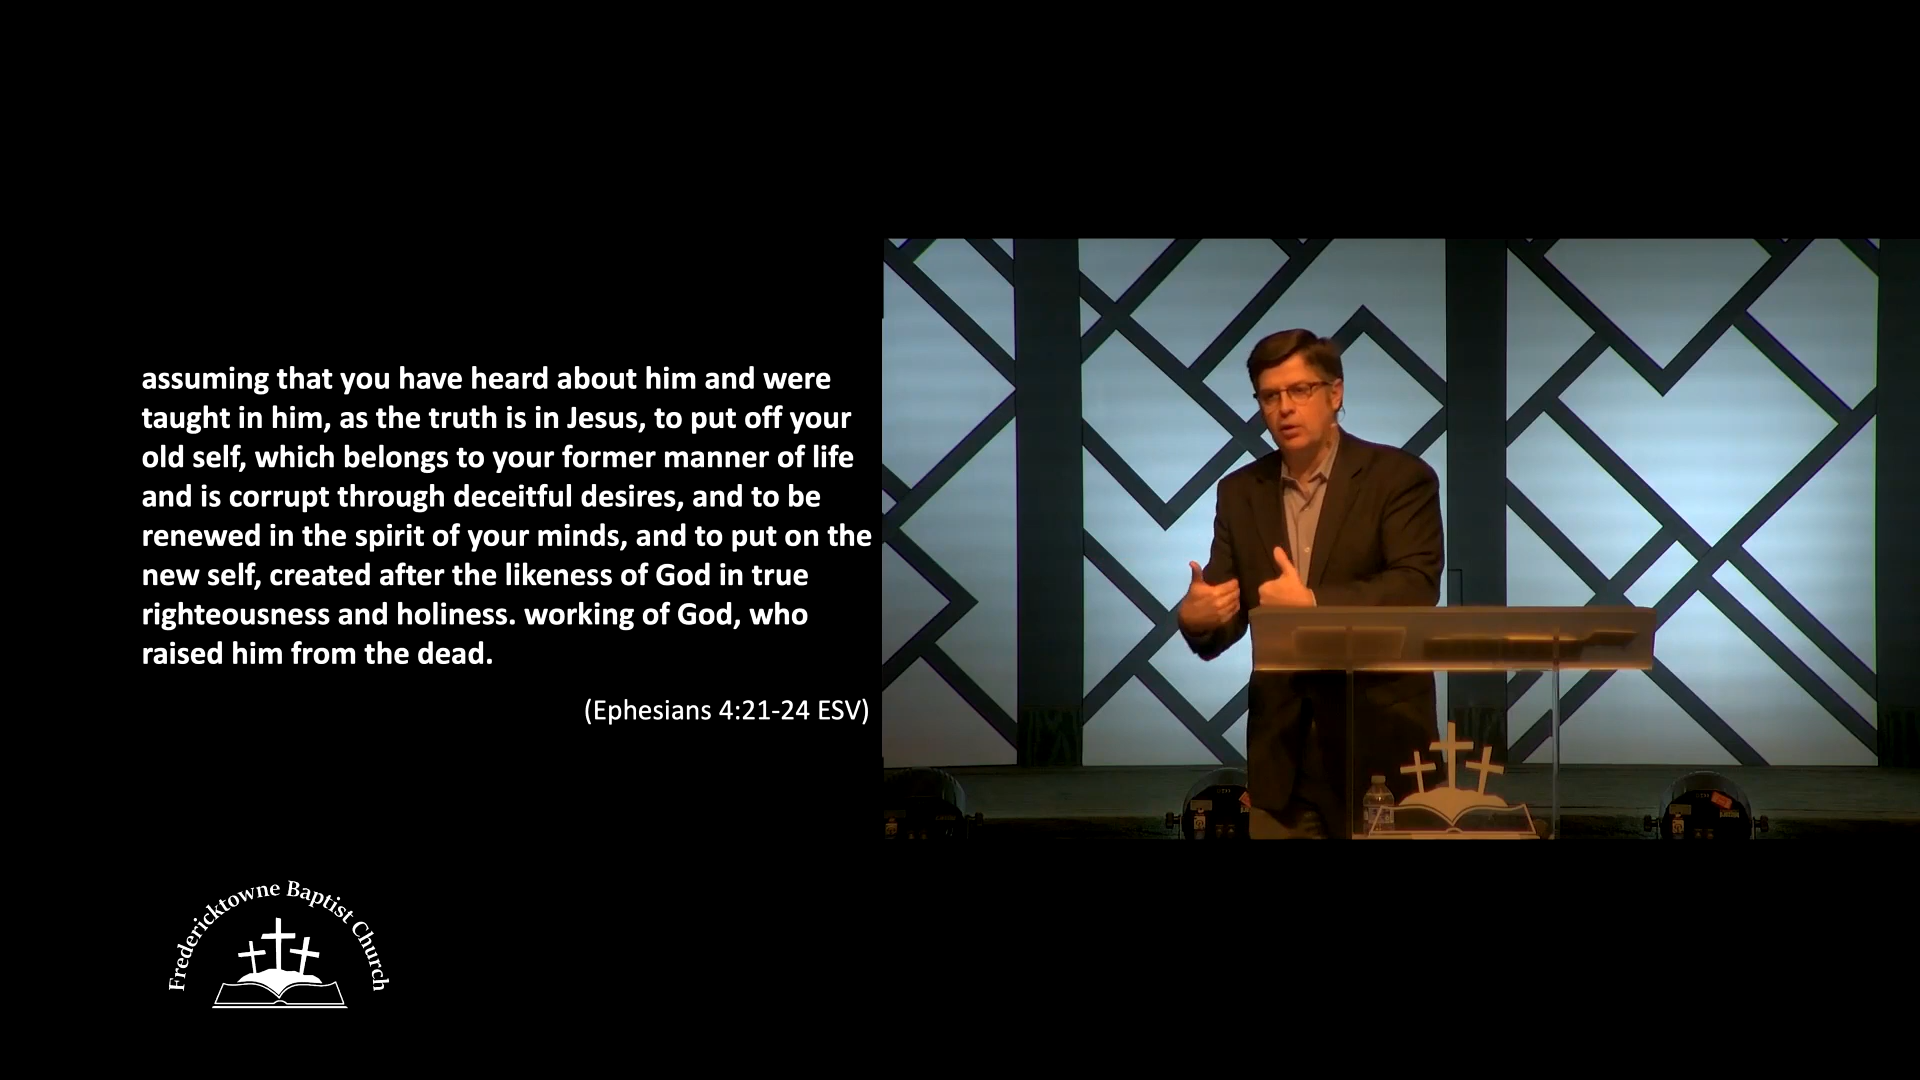 assuming that you have heard about him and were
taught in him, as the truth is in Jesus, to put off your
old self, which belongs to your former manner of life
and is corrupt through deceitful desires, and to be
renewed in the spirit of your minds, and to put on the
new self, created after the likeness of God in true
righteousness and holiness. working of God, who
raised him from the dead.
(Ephesians 4:21-24 ESV)
Fredericktowne Baptist Church